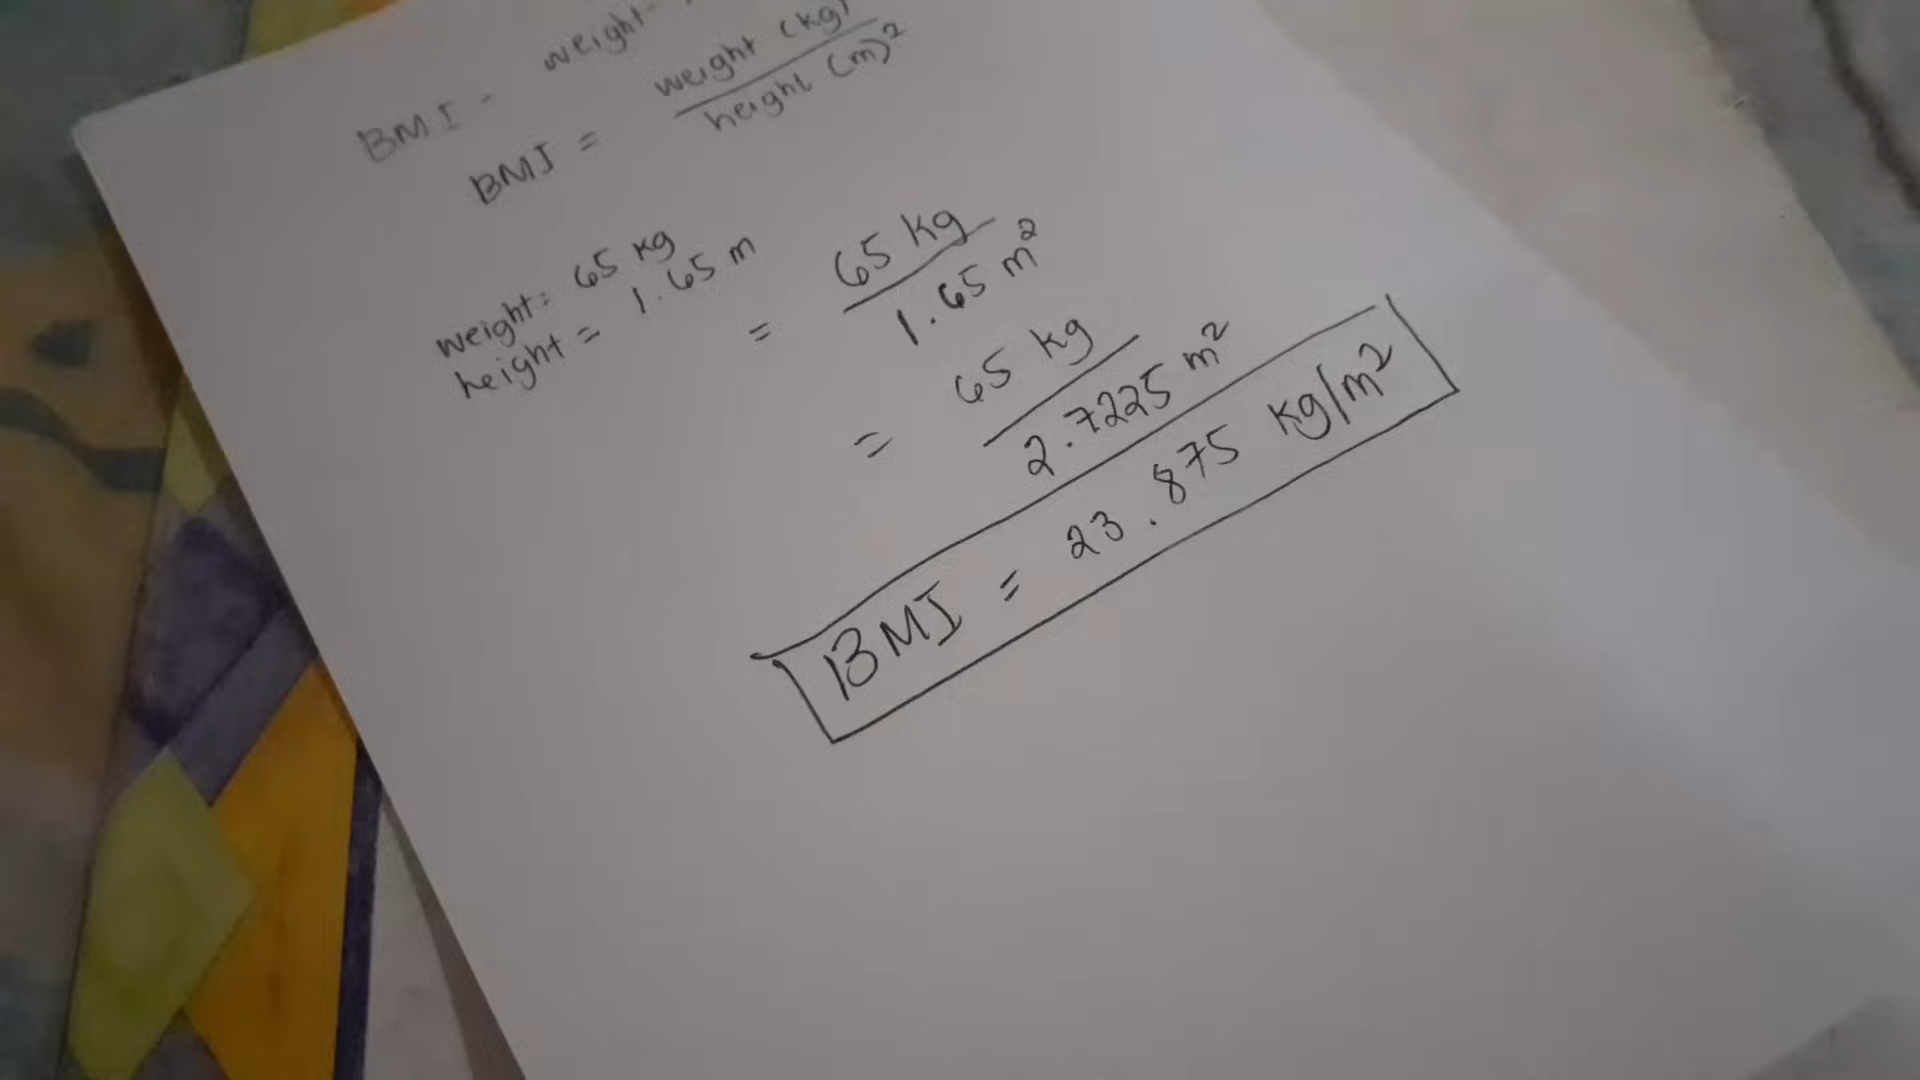 BMI - weight
BMI = weight (kg) / height (m)²
weight: 65 kg
height = 1.65 m
= 65 kg / 1.65 m²
= 65 kg / 2.7225 m²
BMI = 23.875 kg/m²